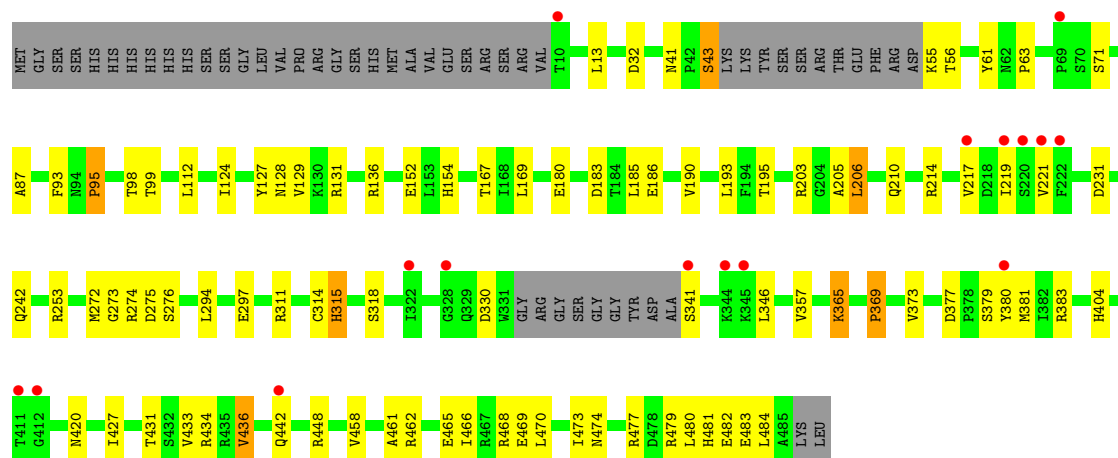 MET GLY SER SER HIS HIS HIS HIS HIS HIS SER SER GLY LEU VAL PRO ARG GLY SER HIS MET ALA VAL GLU SER ARG SER ARG VAL T10 L13 D32 N41 P42 S43 LYS LYS TYR SER SER ARG THR GLU PHE ARG ASP K55 T56 Y61 N62 P63 P69 S70 S71
A87 F93 N94 P95 T98 T99 L112 I124 Y127 N128 V129 K130 R131 R136 E152 L153 H154 T167 I168 L169 E180 D183 T184 L185 E186 V190 L193 F194 T195 R203 G204 A205 L206 Q210 R214 V217 D218 I219 S220 V221 F222 D231
Q242 R253 M272 G273 R274 D275 S276 L294 E297 R311 C314 H315 S318 I322 G328 Q329 D330 W331 GLY ARG GLY SER GLY GLY TYR ASP ALA S341 K344 K345 L346 V357 K365 P369 V373 D377 P378 S379 Y380 M381 I382 R383 H404
T411 G412 N420 I427 T431 S432 V433 R434 R435 V436 Q442 R448 V458 A461 R462 E465 I466 R467 R468 E469 L470 I473 N474 R477 D478 R479 L480 H481 E482 E483 L484 A485 LYS LEU